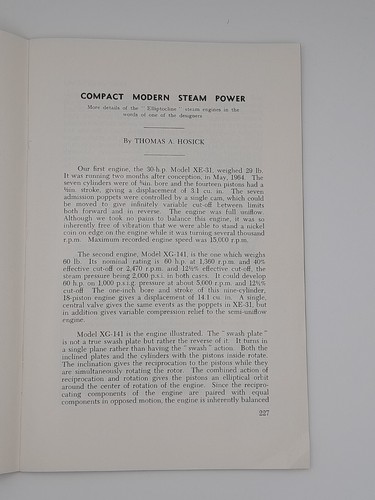 COMPACT MODERN STEAM POWER
More details of the "Elliptocline" steam engines in the
words of one of the designers
By THOMAS A. HOSICK
Our first engine, the 30-h.p. Model XE-31, weighed 29 lb.
It was running two months after conception, in May, 1964. The
seven cylinders were of ¾in. bore and the fourteen pistons had a
½in. stroke, giving a displacement of 3.1 cu. in. The seven
admission poppets were controlled by a single cam, which could
be moved to give infinitely variable cut-off between limits
both forward and in reverse. The engine was full uniflow.
Although we took no pains to balance this engine, it was so
inherently free of vibration that we were able to stand a nickel
coin on edge on the engine while it was turning several thousand
r.p.m. Maximum recorded engine speed was 15,000 r.p.m.
The second engine, Model XG-141, is the one which weighs
60 lb. Its nominal rating is 60 h.p. at 1,380 r.p.m. and 40%
effective cut-off or 2,470 r.p.m. and 12½% effective cut-off, the
steam pressure being 2,000 p.s.i. in both cases. It could develop
60 h.p. on 1,000 p.s.i.g. pressure at about 5,000 r.p.m. and 12½%
cut-off The one-inch bore and stroke of this nine-cylinder,
18-piston engine gives a displacement of 14.1 cu in. A single,
central valve gives the same events as the poppets in XE-31, but
in addition gives variable compression relief to the semi-uniflow
engine.
Model XG-141 is the engine illustrated. The "swash plate"
is not a true swash plate but rather the reverse of it. It turns in
a single plane rather than having the "swash" action. Both the
inclined plates and the cylinders with the pistons inside rotate.
The inclination gives the reciprocation to the pistons while they
are simultaneously rotating the rotor. The combined action of
reciprocation and rotation gives the pistons an elliptical orbit
around the center of rotation of the engine. Since the recipro-
cating components of the engine are paired with equal
components in opposed motion, the engine is inherently balanced
227